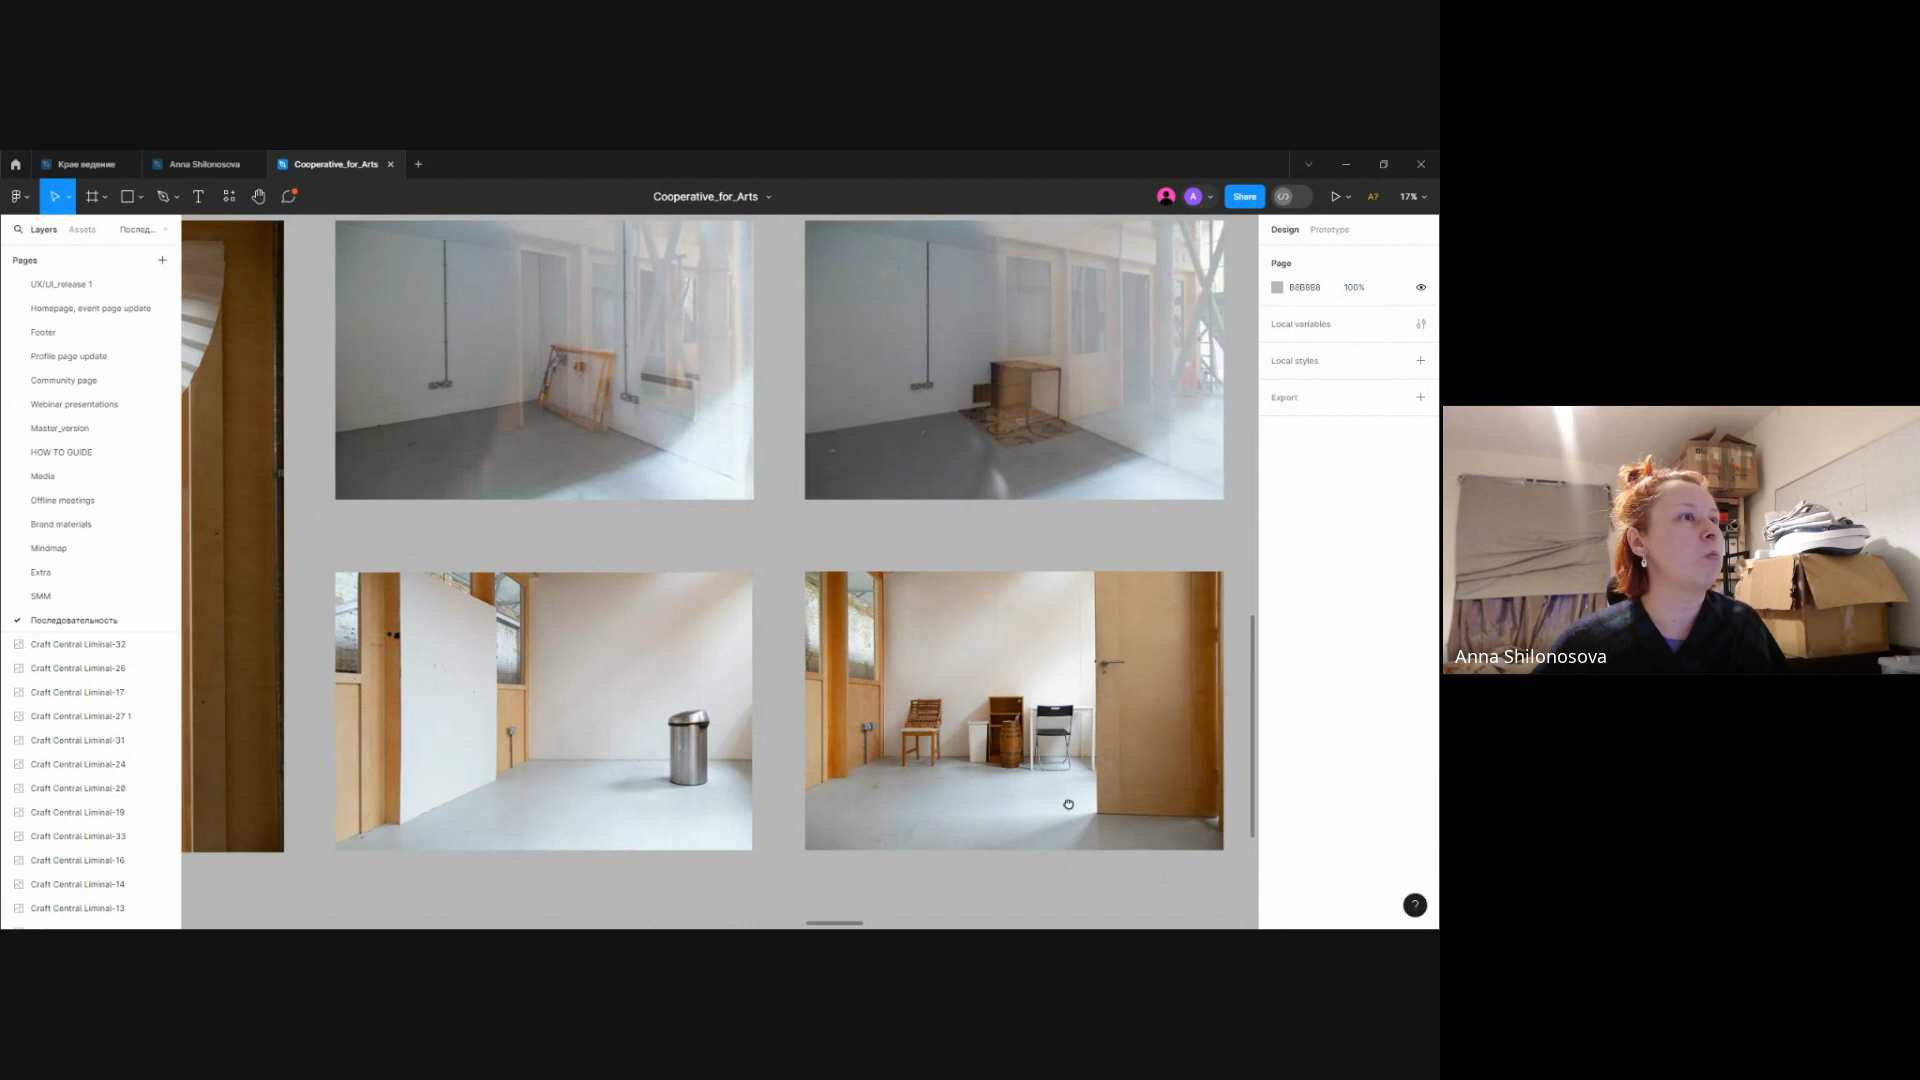 Крае ведение
Anna Shilonosova
Cooperative_for_Arts
Cooperative_for_Arts
A
Share
A?
17%
Layers
Assets
Послед...
Pages
UX/UI_release 1
Homepage, event page update
Footer
Profile page update
Community page
Webinar presentations
Master_version
HOW TO GUIDE
Media
Offline meetings
Brand materials
Mindmap
Extra
SMM
Последовательность
Craft Central Liminal-32
Craft Central Liminal-26
Craft Central Liminal-17
Craft Central Liminal-27 1
Craft Central Liminal-31
Craft Central Liminal-24
Craft Central Liminal-20
Craft Central Liminal-19
Craft Central Liminal-33
Craft Central Liminal-16
Craft Central Liminal-14
Craft Central Liminal-13
Design
Prototype
Page
B8B8B8
100%
Local variables
Local styles
Export
?
Anna Shilonosova